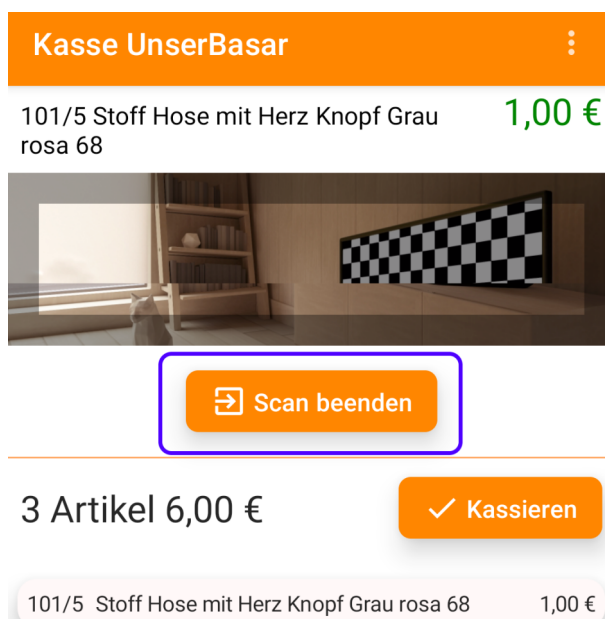 Kasse UnserBasar
101/5 Stoff Hose mit Herz Knopf Grau
rosa 68
1,00 €
Scan beenden
3 Artikel 6,00 €
Kassieren
101/5 Stoff Hose mit Herz Knopf Grau rosa 68 1,00 €